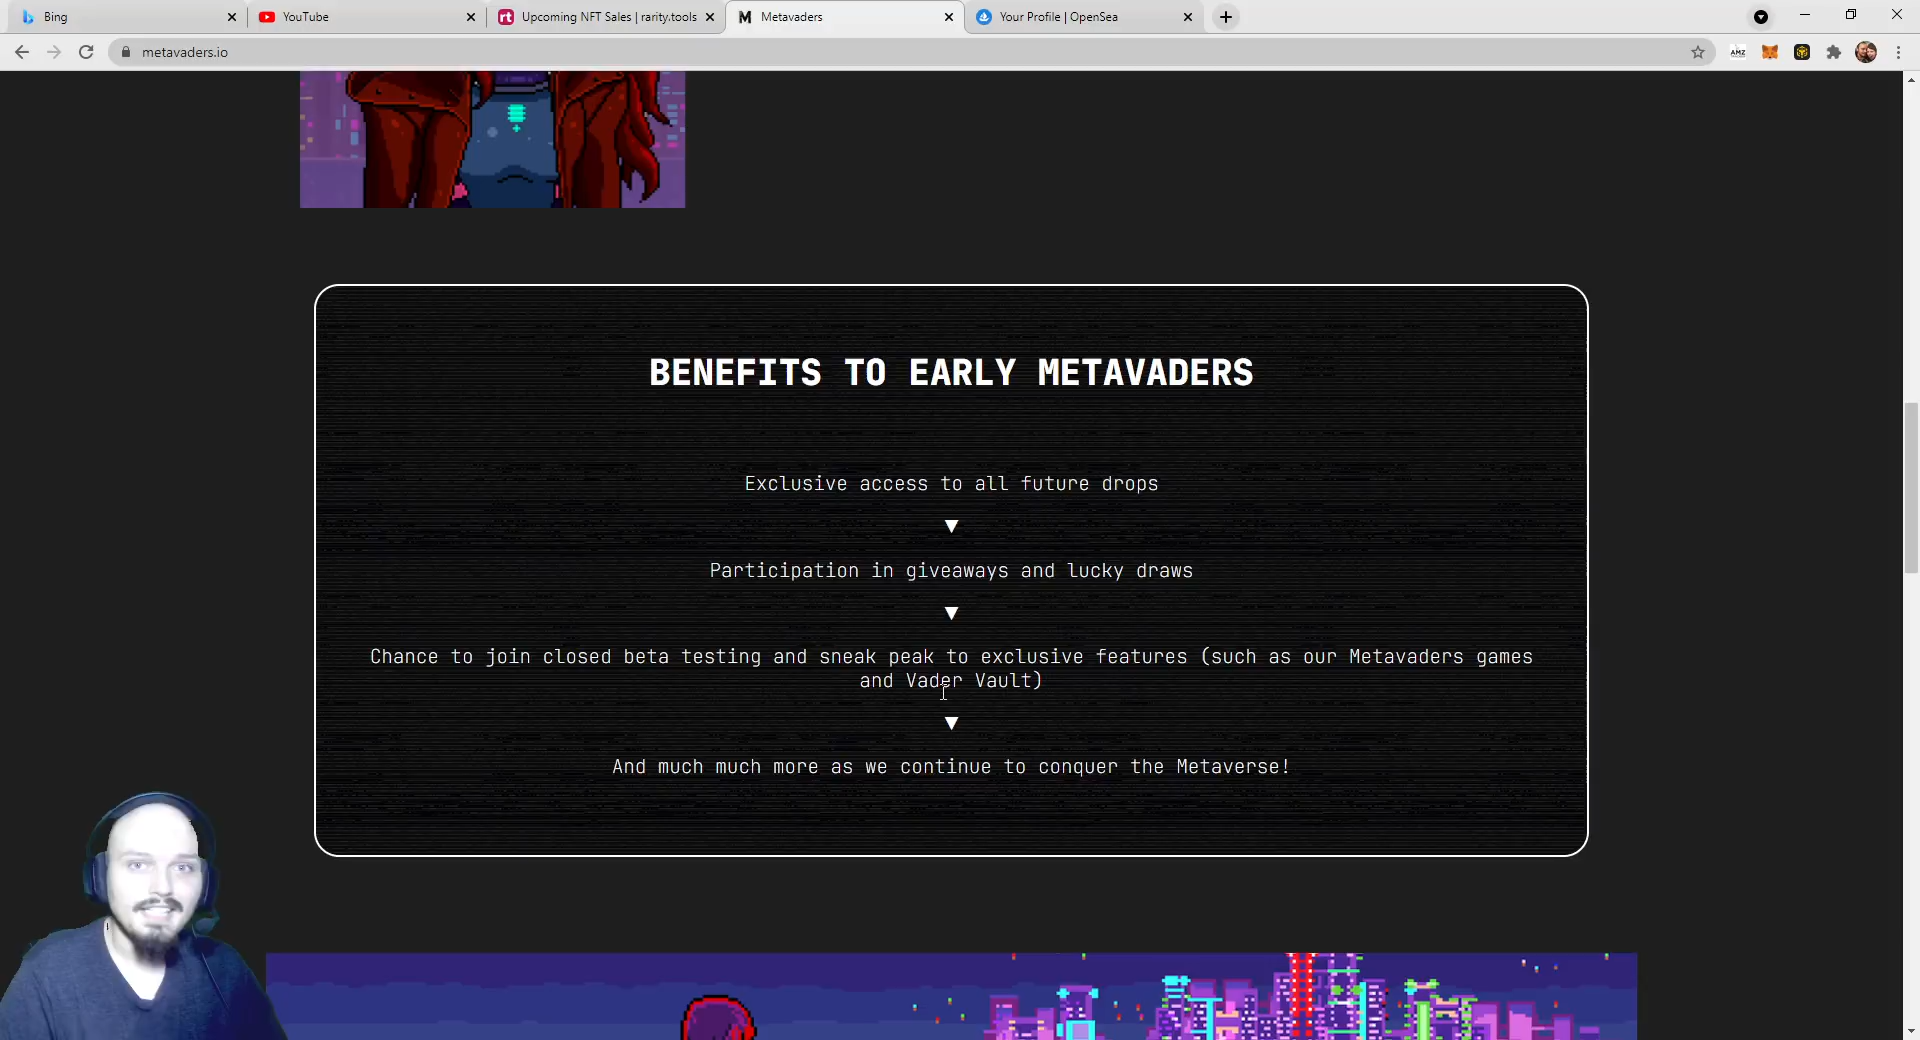 Bing
YouTube
Upcoming NFT Sales | rarity.tools
Metavaders
Your Profile | OpenSea
metavaders.io
AMZ
BENEFITS TO EARLY METAVADERS
Exclusive access to all future drops
Participation in giveaways and lucky draws
Chance to join closed beta testing and sneak peak to exclusive features (such as our Metavaders games
and Vader Vault)
And much much more as we continue to conquer the Metaverse!